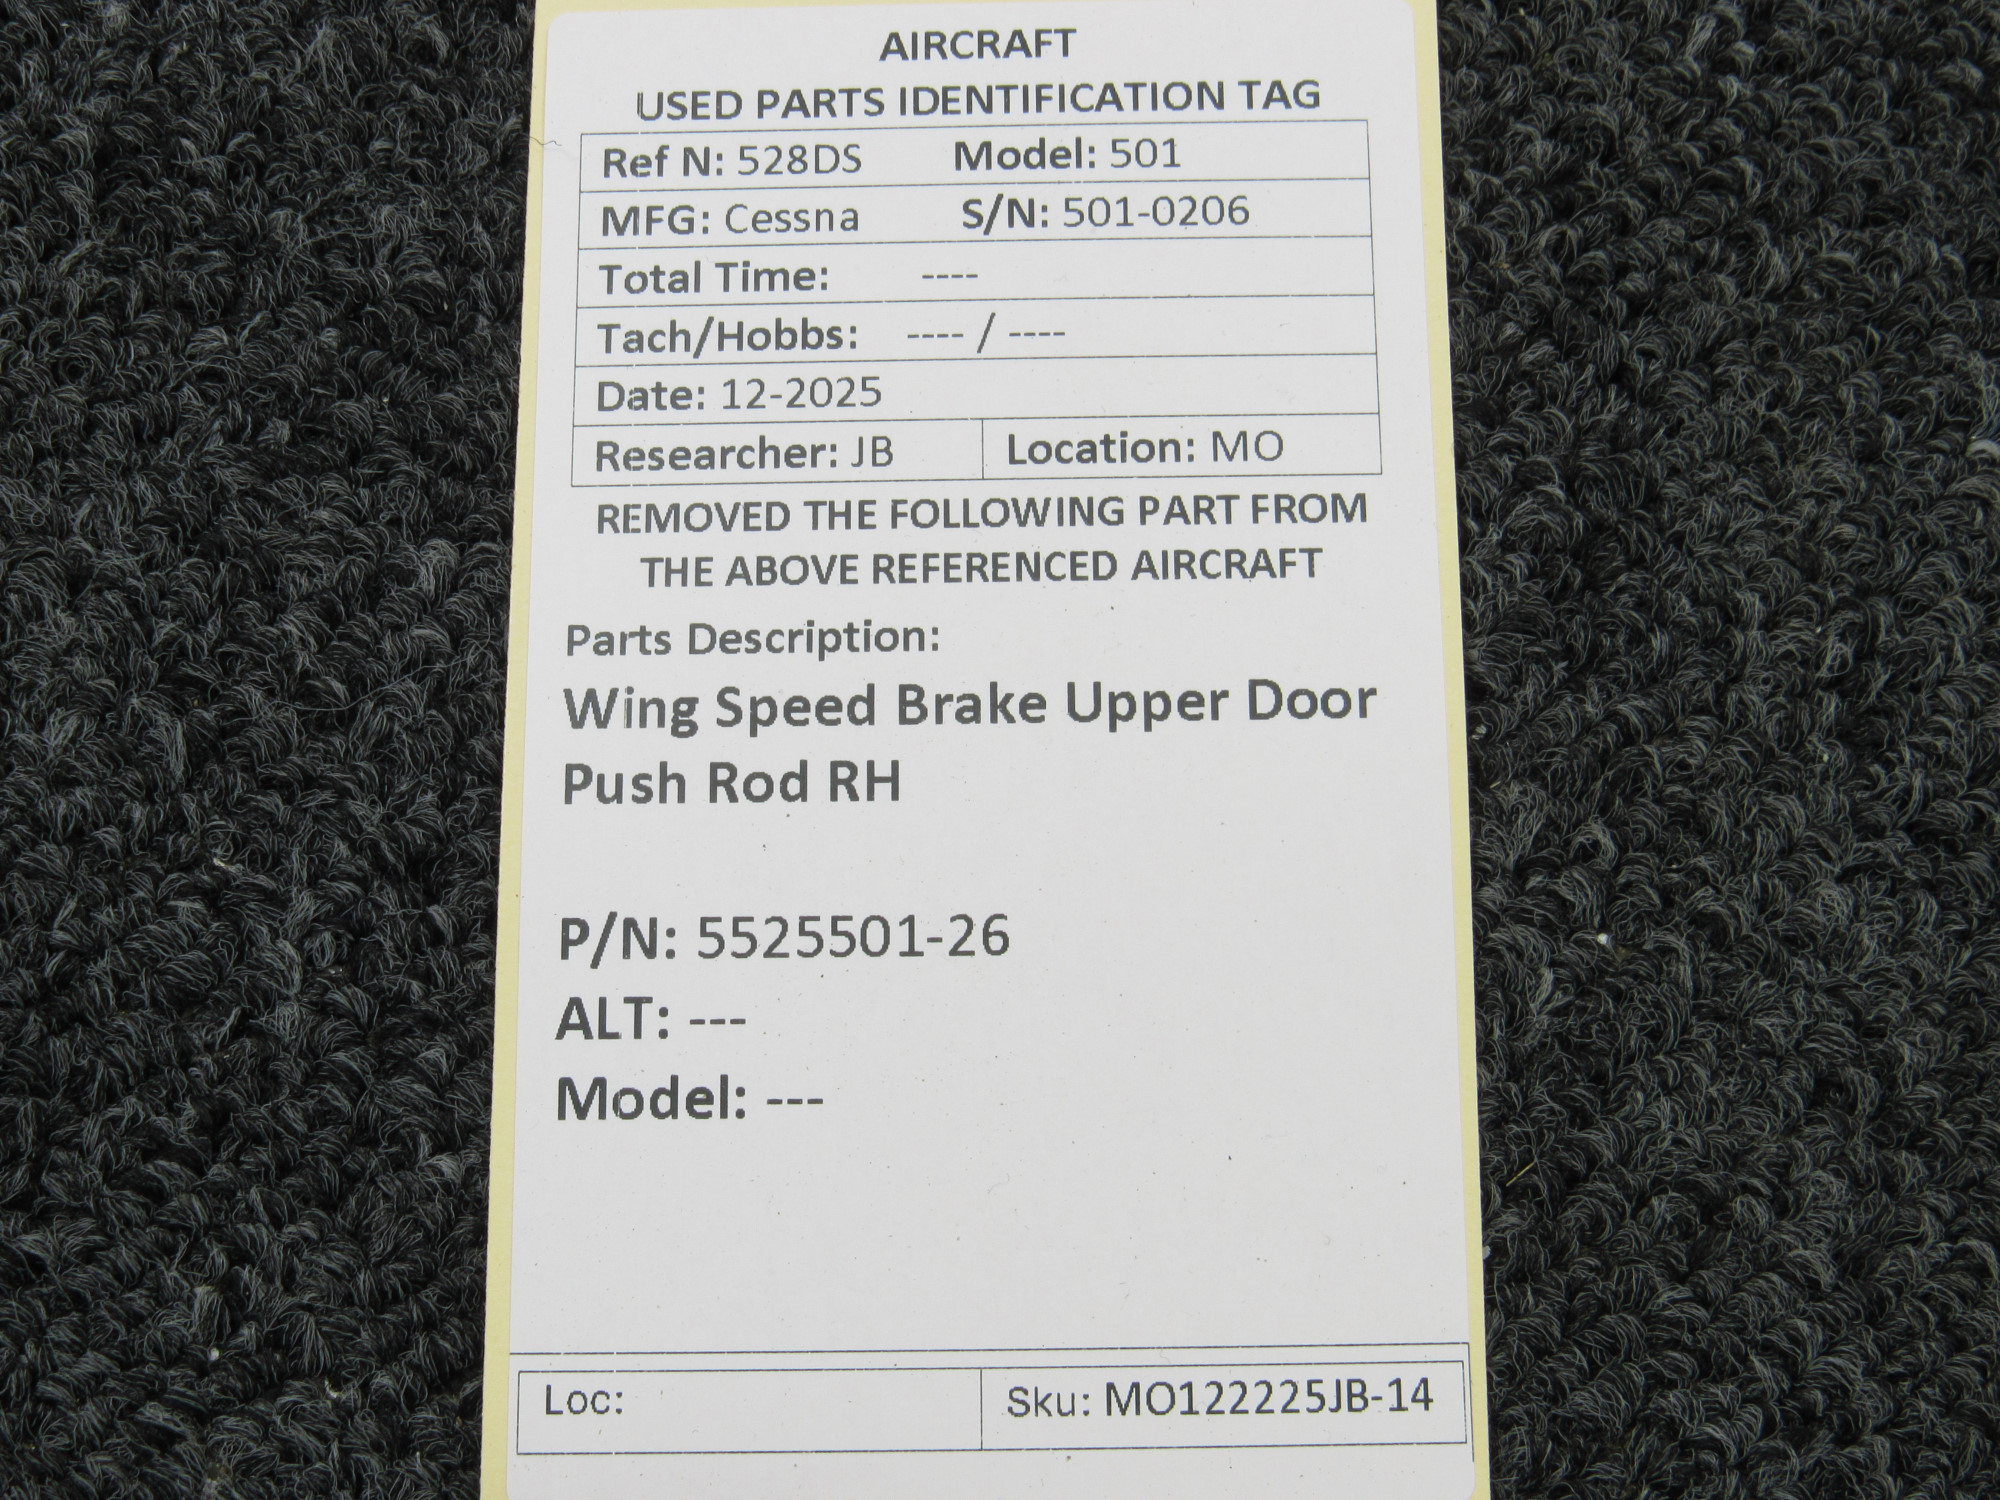 AIRCRAFT
USED PARTS IDENTIFICATION TAG
Ref N: 528DS Model: 501
MFG: Cessna S/N: 501-0206
Total Time: ----
Tach/Hobbs: ---- / ----
Date: 12-2025
Researcher: JB Location: MO
REMOVED THE FOLLOWING PART FROM
THE ABOVE REFERENCED AIRCRAFT
Parts Description:
Wing Speed Brake Upper Door
Push Rod RH
P/N: 5525501-26
ALT: ---
Model: ---
Loc: Sku: MO122225JB-14